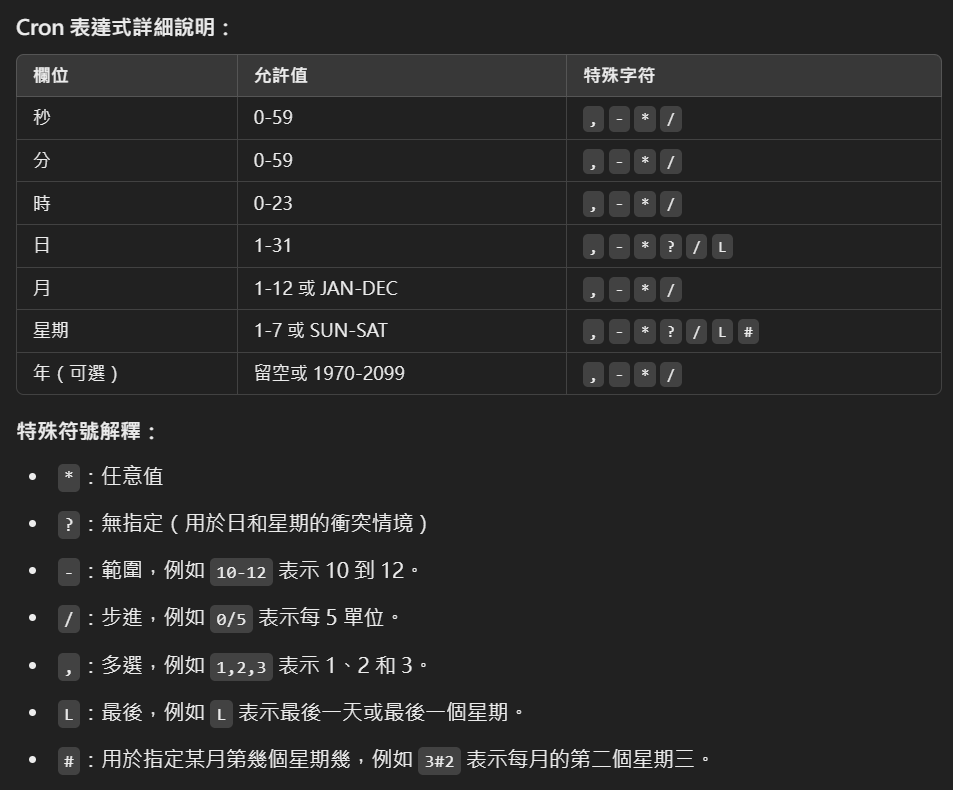 Cron 表達式詳細說明：
欄位 允許值 特殊字符
秒 0-59 , - * /
分 0-59 , - * /
時 0-23 , - * /
日 1-31 , - * ? / L
月 1-12 或 JAN-DEC , - * /
星期 1-7 或 SUN-SAT , - * ? / L #
年（可選） 留空或 1970-2099 , - * /
特殊符號解釋：
• *：任意值
• ?：無指定（用於日和星期的衝突情境）
• -：範圍，例如 10-12 表示 10 到 12。
• /：步進，例如 0/5 表示每 5 單位。
• ,：多選，例如 1,2,3 表示 1、2 和 3。
• L：最後，例如 L 表示最後一天或最後一個星期。
• #：用於指定某月第幾個星期幾，例如 3#2 表示每月的第二個星期三。